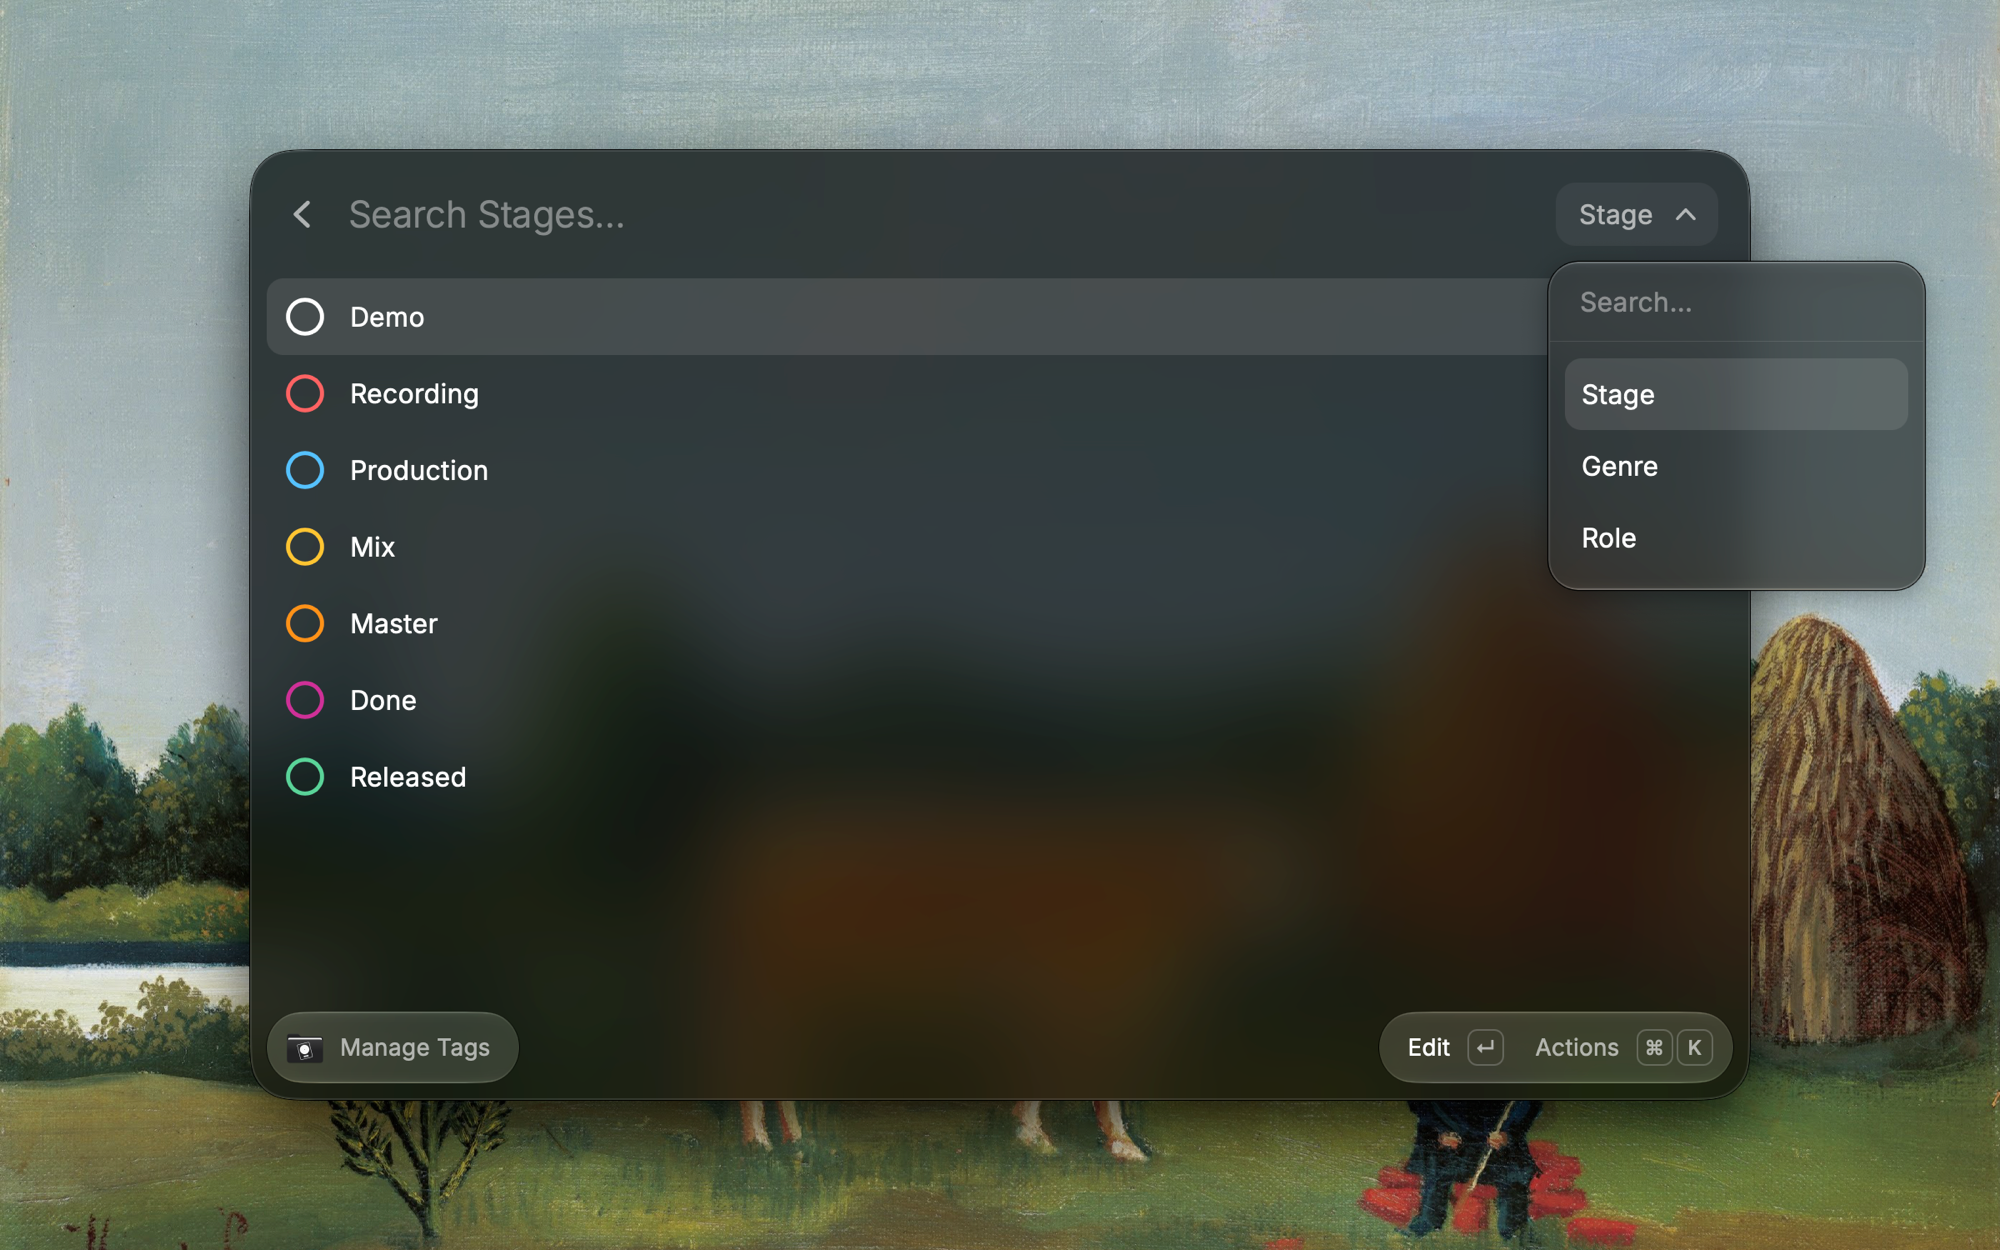 Search Stages...
Stage
Search...
Stage
Genre
Role
Demo
Recording
Production
Mix
Master
Done
Released
Manage Tags
Edit ↵ Actions ⌘ K